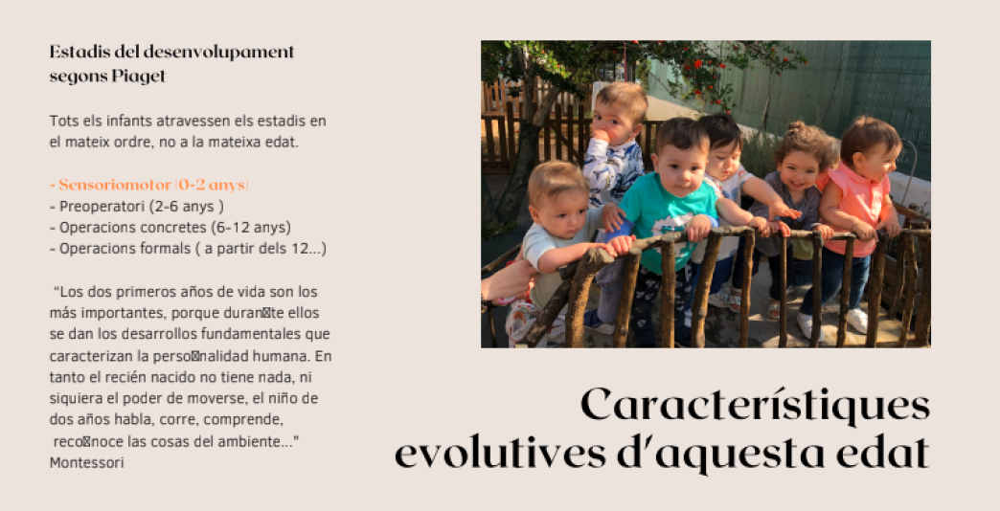 Estadis del desenvolupament
segons Piaget
Tots els infants atravessen els estadis en
el mateix ordre, no a la mateixa edat.
- Sensoriomotor (0-2 anys)
- Preoperatori (2-6 anys )
- Operacions concretes (6-12 anys)
- Operacions formals ( a partir dels 12...)
“Los dos primeros años de vida son los
más importantes, porque duran￾te ellos
se dan los desarrollos fundamentales que
caracterizan la perso￾nalidad humana. En
tanto el recién nacido no tiene nada, ni
siquiera el poder de moverse, el niño de
dos años habla, corre, comprende,
reco￾noce las cosas del ambiente..."
Montessori
Característiques
evolutives d'aquesta edat